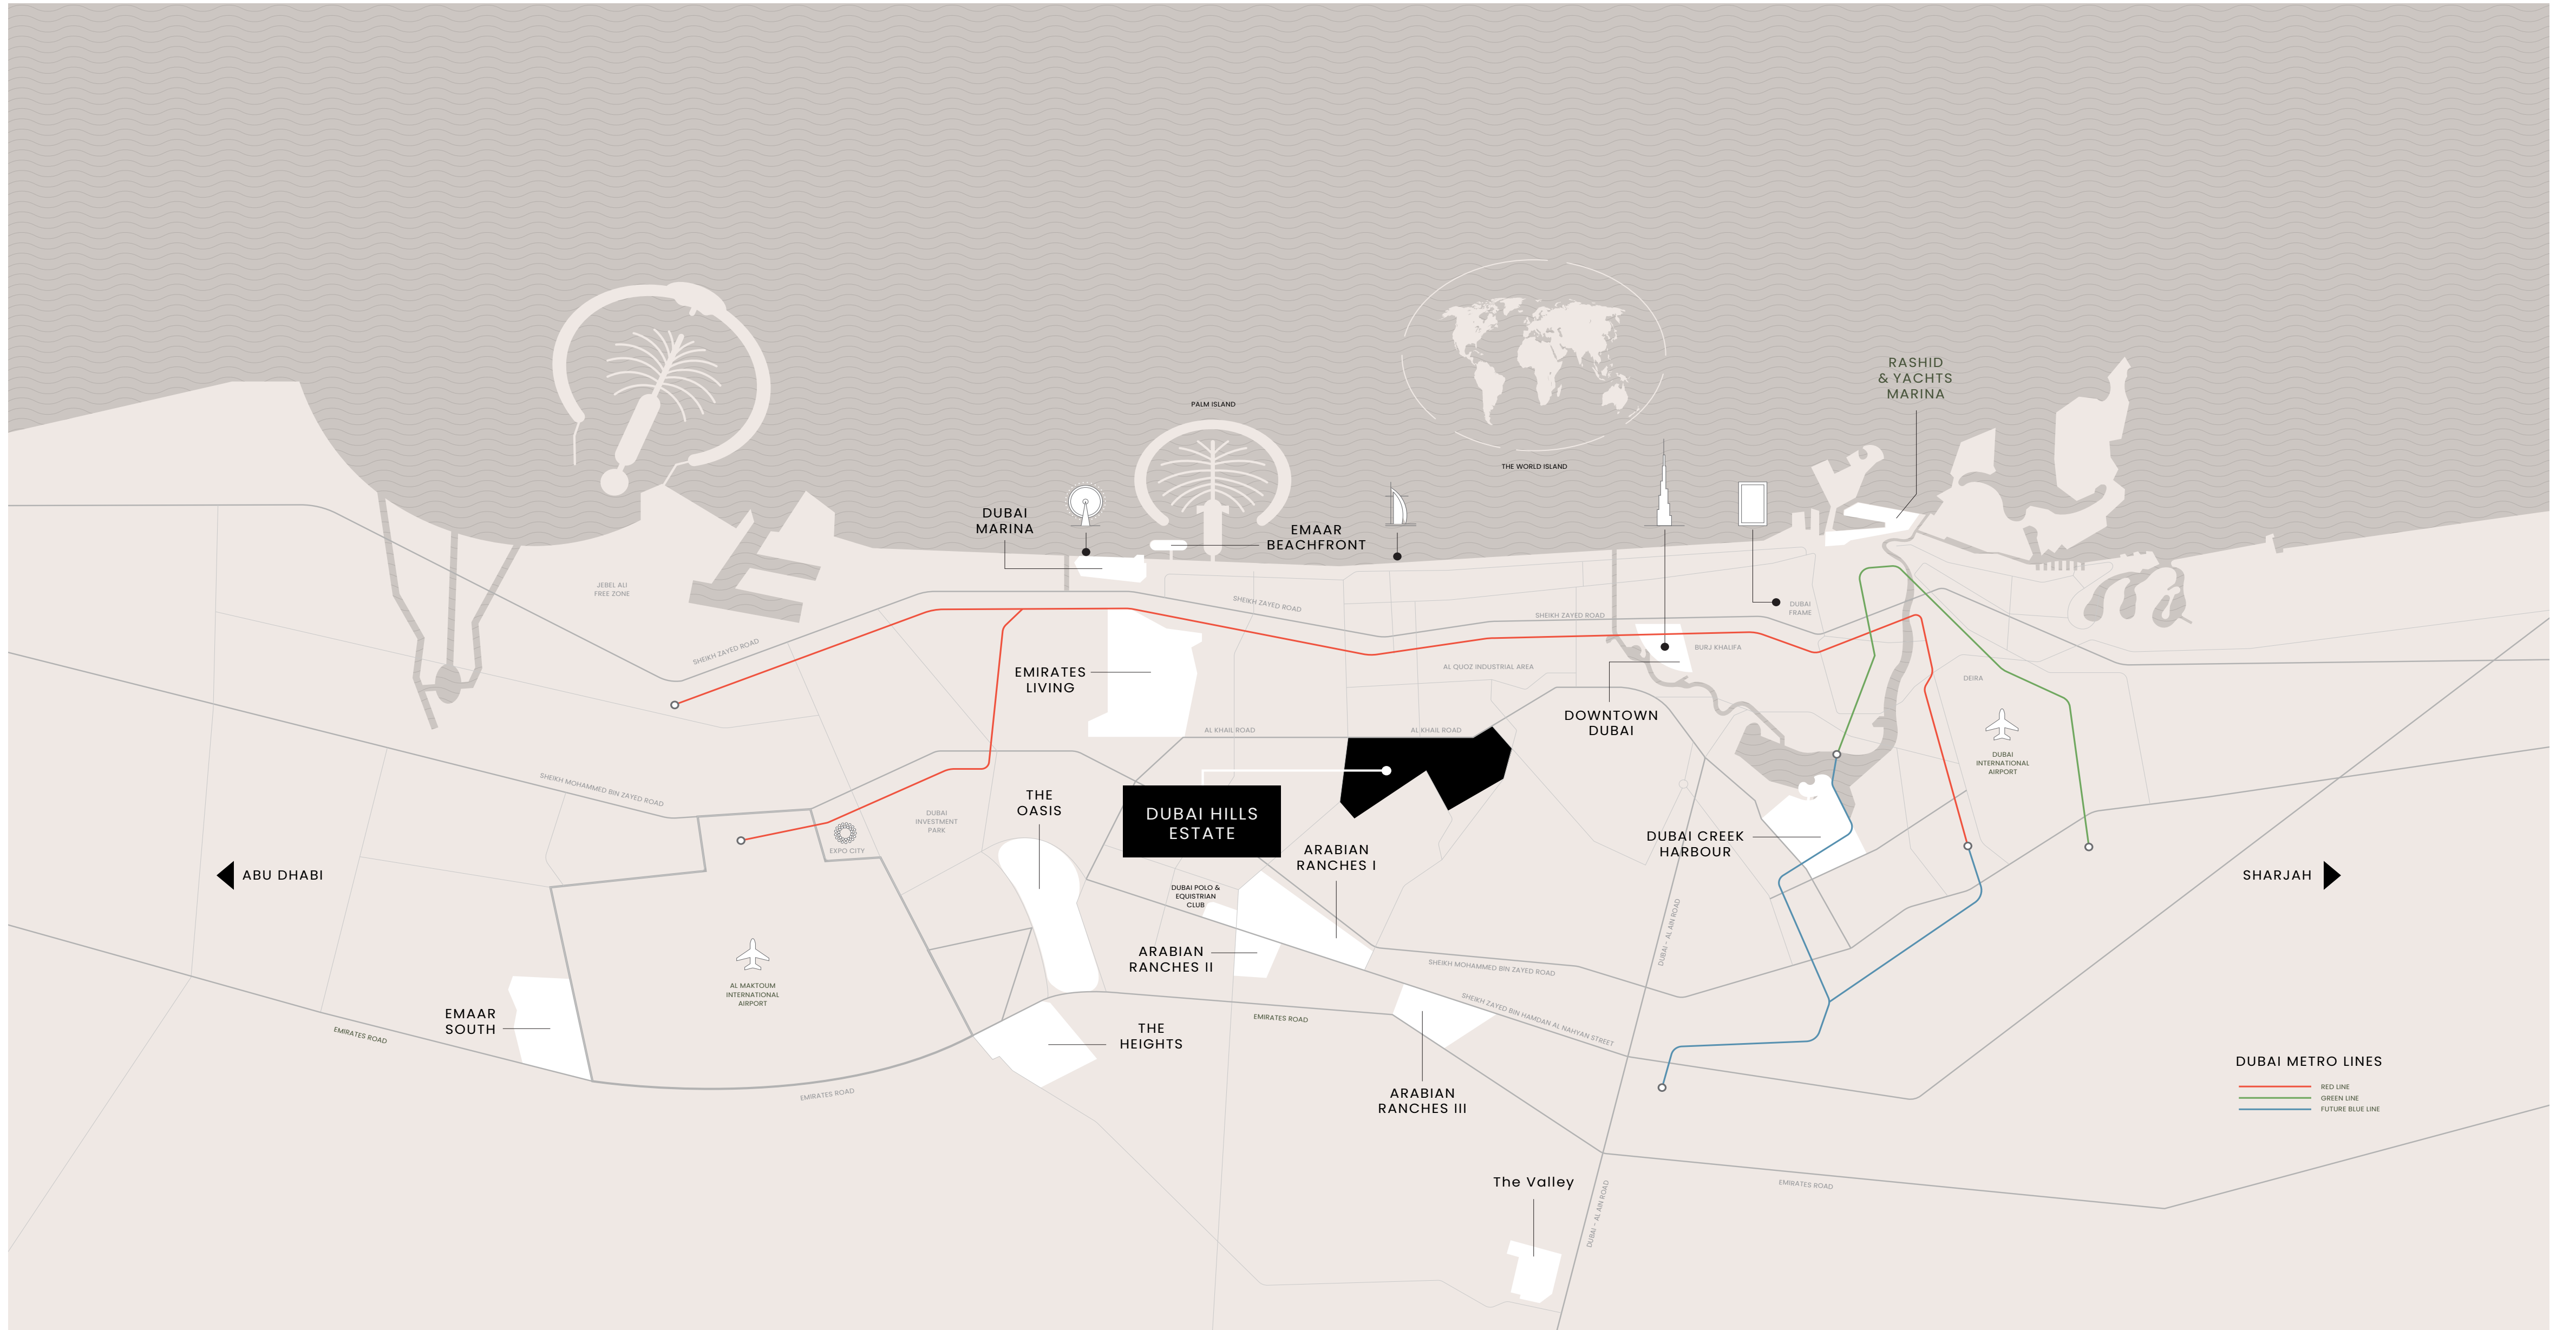 RASHID
& YACHTS
MARINA
PALM ISLAND
THE WORLD ISLAND
DUBAI
MARINA
EMAAR
BEACHFRONT
JEBEL ALI
FREE ZONE
SHEIKH ZAYED ROAD
SHEIKH ZAYED ROAD
SHEIKH ZAYED ROAD
DUBAI
FRAME
BURJ KHALIFA
AL QUOZ INDUSTRIAL AREA
EMIRATES
LIVING
DEIRA
DOWNTOWN
DUBAI
AL KHAIL ROAD
AL KHAIL ROAD
DUBAI
INTERNATIONAL
AIRPORT
SHEIKH MOHAMMED BIN ZAYED ROAD
THE
OASIS
DUBAI
INVESTMENT
PARK
DUBAI HILLS
ESTATE
EXPO CITY
ARABIAN
RANCHES I
DUBAI CREEK
HARBOUR
ABU DHABI
SHARJAH
DUBAI POLO &
EQUISTRIAN
CLUB
DUBAI - AL AIN ROAD
ARABIAN
RANCHES II
SHEIKH MOHAMMED BIN ZAYED ROAD
AL MAKTOUM
INTERNATIONAL
AIRPORT
SHEIKH ZAYED BIN HAMDAN AL NAHYAN STREET
EMAAR
SOUTH
EMIRATES ROAD
EMIRATES ROAD
THE
HEIGHTS
EMIRATES ROAD
ARABIAN
RANCHES III
DUBAI METRO LINES
RED LINE
GREEN LINE
FUTURE BLUE LINE
The Valley
EMIRATES ROAD
DUBAI - AL AIN ROAD